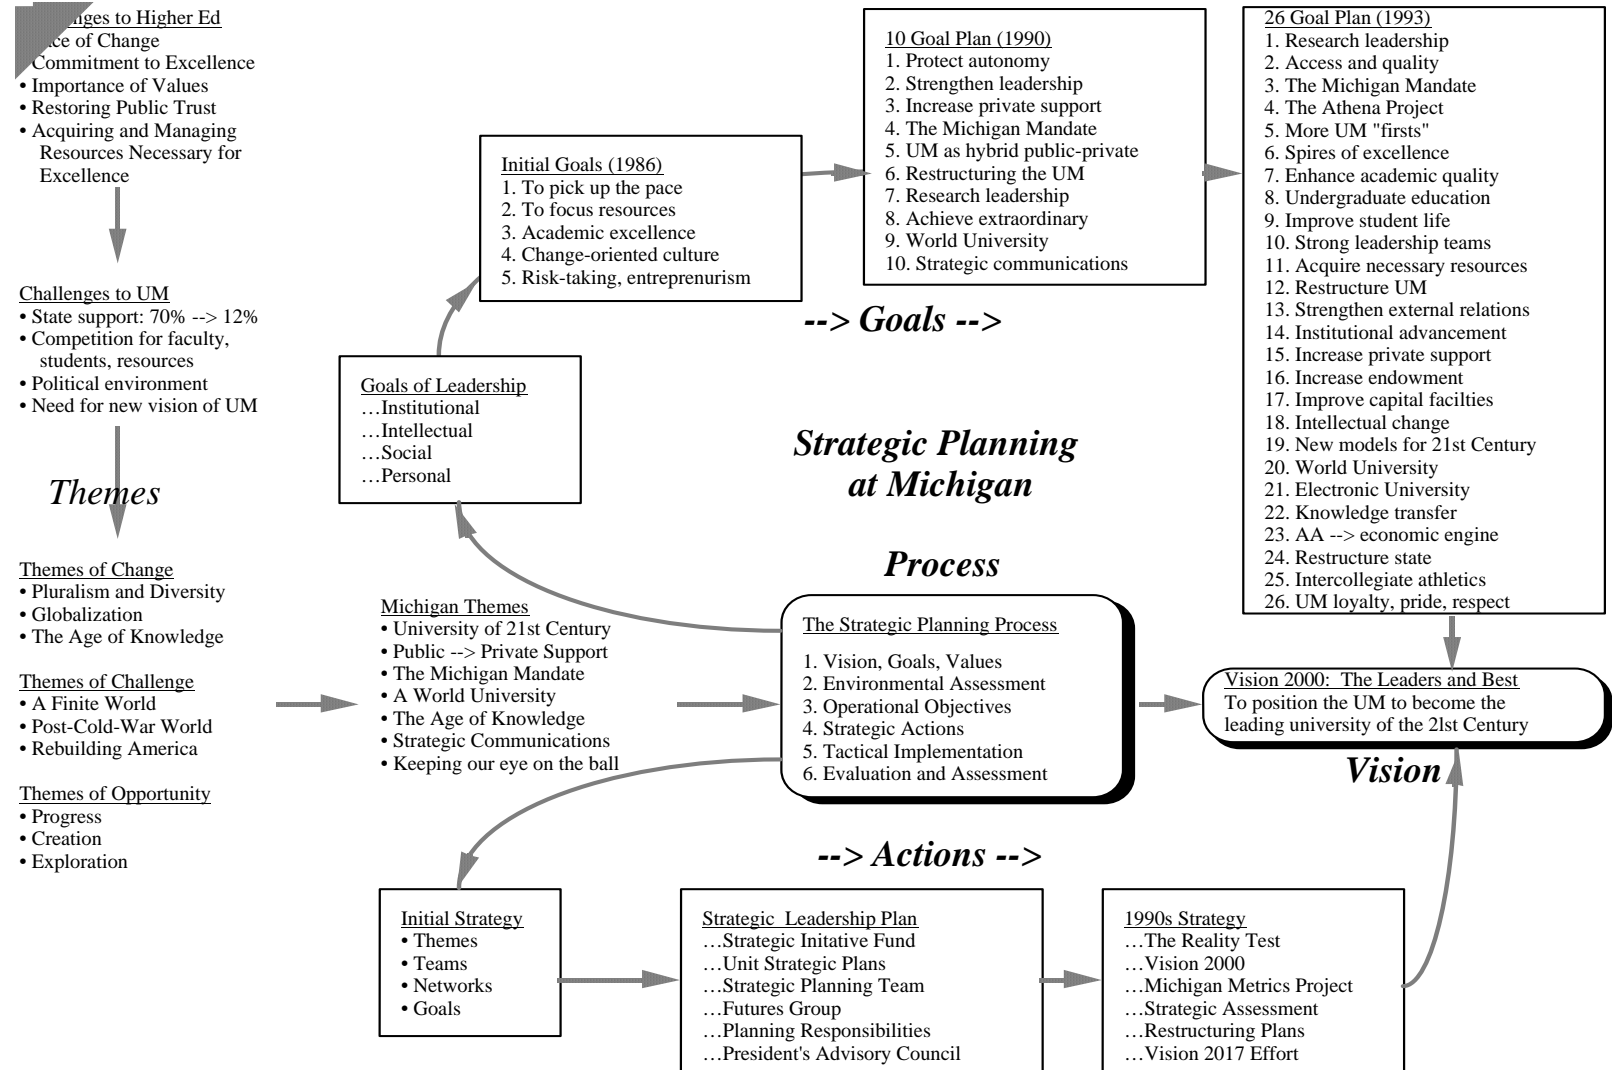 Higher Ed
of Change
Commitment to Excellence
• Importance of Values
• Restoring Public Trust
• Acquiring and Managing
Resources Necessary for
Excellence
Challenges to UM
• State support: 70% --> 12%
• Competition for faculty,
students, resources
• Political environment
• Need for new vision of UM
Themes
Themes of Change
• Pluralism and Diversity
• Globalization
• The Age of Knowledge
Themes of Challenge
• A Finite World
• Post-Cold-War World
• Rebuilding America
Themes of Opportunity
• Progress
• Creation
• Exploration
Michigan Themes
• University of 21st Century
• Public --> Private Support
• The Michigan Mandate
• A World University
• The Age of Knowledge
• Strategic Communications
• Keeping our eye on the ball
Goals of Leadership
…Institutional
…Intellectual
…Social
…Personal
Initial Goals (1986)
1. To pick up the pace
2. To focus resources
3. Academic excellence
4. Change-oriented culture
5. Risk-taking, entreprenurism
10 Goal Plan (1990)
1. Protect autonomy
2. Strengthen leadership
3. Increase private support
4. The Michigan Mandate
5. UM as hybrid public-private
6. Restructuring the UM
7. Research leadership
8. Achieve extraordinary
9. World University
10. Strategic communications
--> Goals -->
26 Goal Plan (1993)
1. Research leadership
2. Access and quality
3. The Michigan Mandate
4. The Athena Project
5. More UM "firsts"
6. Spires of excellence
7. Enhance academic quality
8. Undergraduate education
9. Improve student life
10. Strong leadership teams
11. Acquire necessary resources
12. Restructure UM
13. Strengthen external relations
14. Institutional advancement
15. Increase private support
16. Increase endowment
17. Improve capital facilties
18. Intellectual change
19. New models for 21st Century
20. World University
21. Electronic University
22. Knowledge transfer
23. AA --> economic engine
24. Restructure state
25. Intercollegiate athletics
26. UM loyalty, pride, respect
Strategic Planning
at Michigan
Process
The Strategic Planning Process
1. Vision, Goals, Values
2. Environmental Assessment
3. Operational Objectives
4. Strategic Actions
5. Tactical Implementation
6. Evaluation and Assessment
Vision 2000: The Leaders and Best
To position the UM to become the
leading university of the 2lst Century
Vision
--> Actions -->
Initial Strategy
• Themes
• Teams
• Networks
• Goals
Strategic Leadership Plan
…Strategic Initative Fund
…Unit Strategic Plans
…Strategic Planning Team
…Futures Group
…Planning Responsibilities
…President's Advisory Council
1990s Strategy
…The Reality Test
…Vision 2000
…Michigan Metrics Project
…Strategic Assessment
…Restructuring Plans
…Vision 2017 Effort